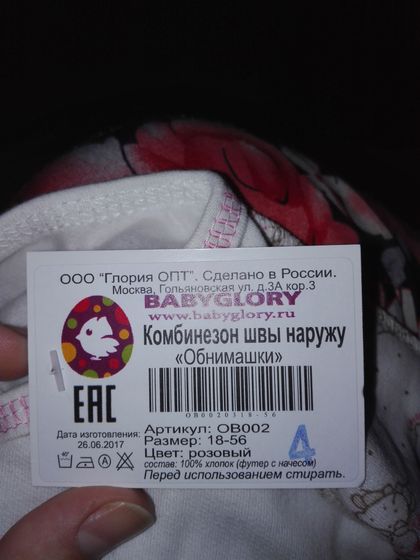 ООО "Глория ОПТ". Сделано в России.
Москва, Гольяновская ул. д.3А кор.3
BABYGLORY
www.babyglory.ru
Комбинезон швы наружу
«Обнимашки»
OB0020318-56
EAC
Дата изготовления:
26.06.2017
Артикул: ОВ002
Размер: 18-56
Цвет: розовый
состав: 100% хлопок (футер с начесом)
Перед использованием стирать.
4